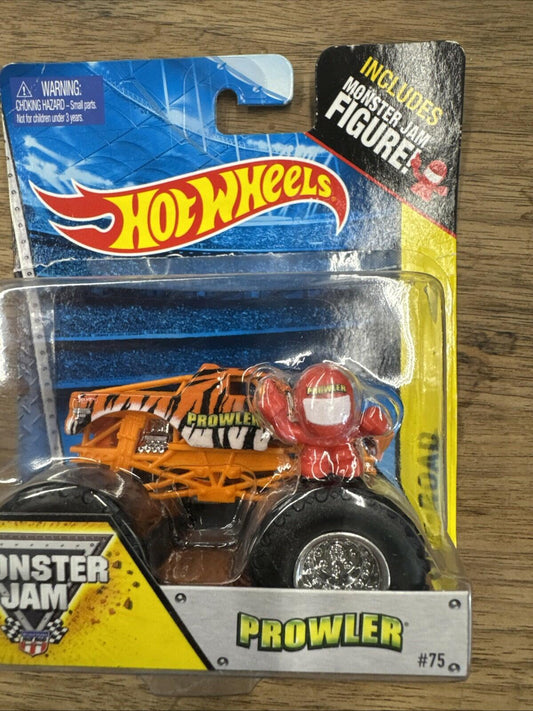 WARNING:
CHOKING HAZARD – Small parts.
Not for children under 3 years.
INCLUDES
MONSTER JAM
FIGURE!
HOT WHEELS
PROWLER
PROWLER
ROAD
ONSTER
JAM
PROWLER
#75